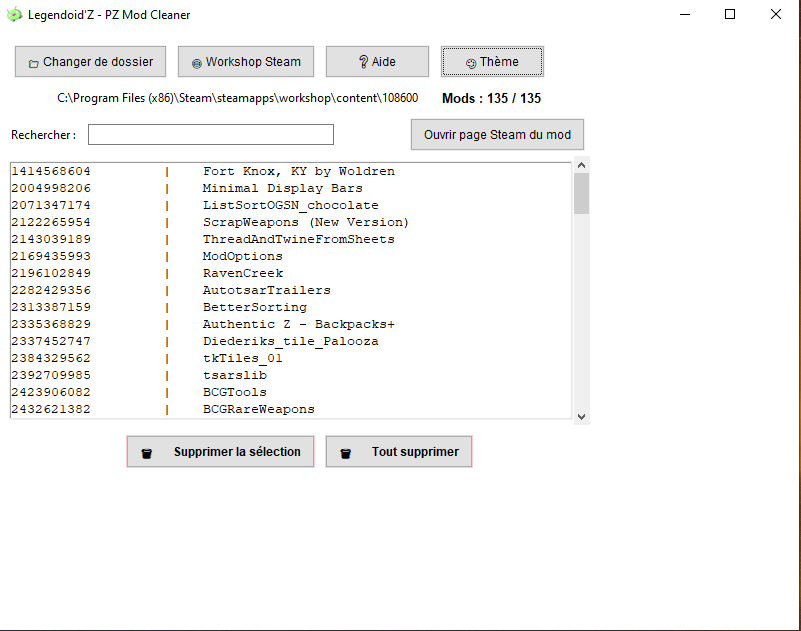 Legendoid'Z - PZ Mod Cleaner
Changer de dossier Workshop Steam Aide Thème
C:\Program Files (x86)\Steam\steamapps\workshop\content\108600 Mods : 135 / 135
Rechercher : Ouvrir page Steam du mod
1414568604 | Fort Knox, KY by Woldren
2004998206 | Minimal Display Bars
2071347174 | ListSortOGSN_chocolate
2122265954 | ScrapWeapons (New Version)
2143039189 | ThreadAndTwineFromSheets
2169435993 | ModOptions
2196102849 | RavenCreek
2282429356 | AutotsarTrailers
2313387159 | BetterSorting
2335368829 | Authentic Z - Backpacks+
2337452747 | Diederiks_tile_Palooza
2384329562 | tkTiles_01
2392709985 | tsarslib
2423906082 | BCGTools
2432621382 | BCGRareWeapons
Supprimer la sélection Tout supprimer